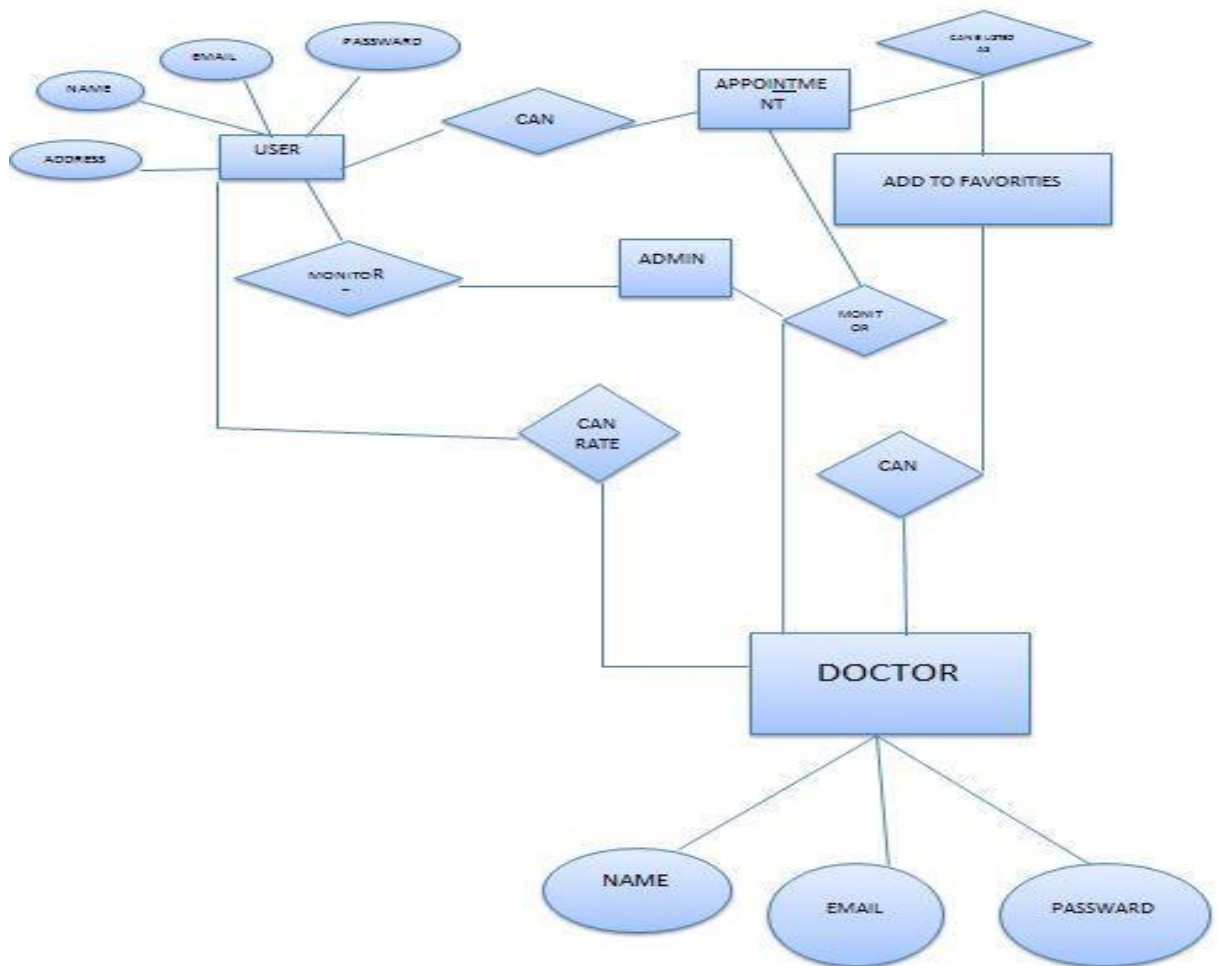 PASSWARD
EMAIL
NAME
ADDRESS
USER
CAN
APPOINTME
NT
AS
ADD TO FAVORITIES
MONITOR
ADMIN
MONIT
OR
CAN
RATE
CAN
DOCTOR
NAME
EMAIL
PASSWARD